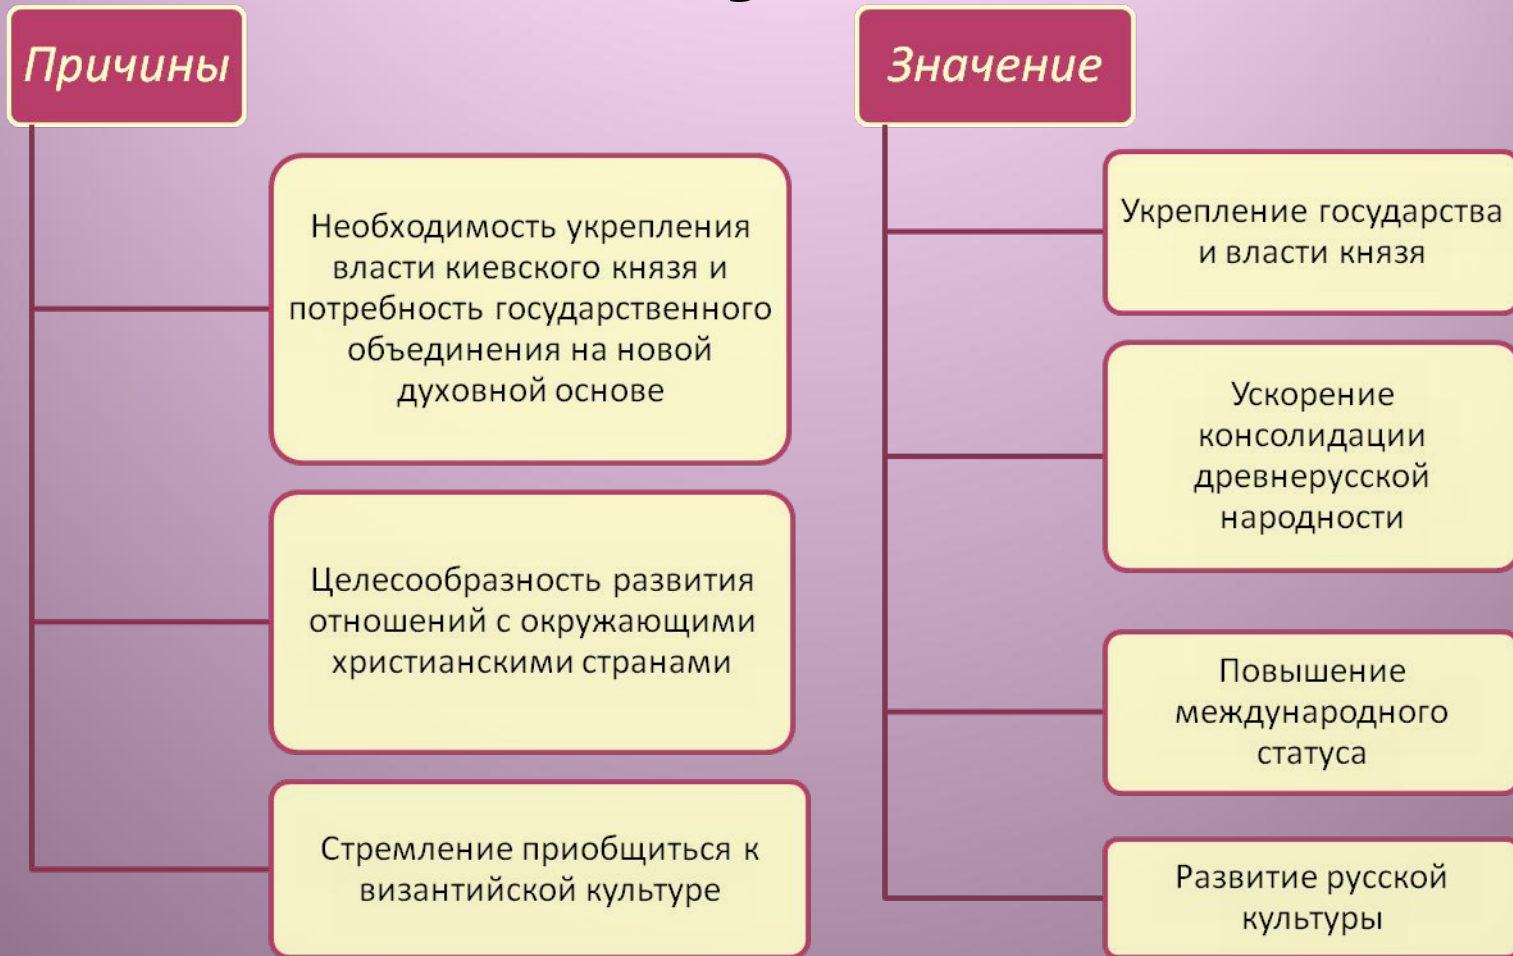 Причины
Необходимость укрепления
власти киевского князя и
потребность государственного
объединения на новой
духовной основе
Целесообразность развития
отношений с окружающими
христианскими странами
Стремление приобщиться к
византийской культуре
Значение
Укрепление государства
и власти князя
Ускорение
консолидации
древнерусской
народности
Повышение
международного
статуса
Развитие русской
культуры